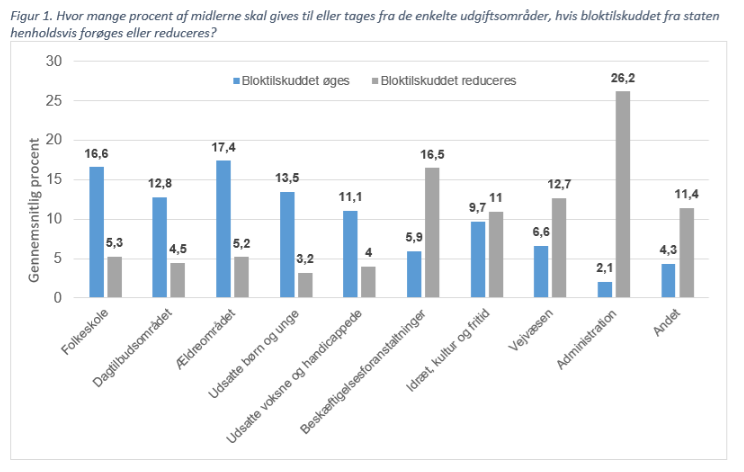 Figur 1. Hvor mange procent af midlerne skal gives til eller tages fra de enkelte udgiftsområder, hvis bloktilskuddet fra staten
henholdsvis forøges eller reduceres?
Bloktilskuddet øges
Bloktilskuddet reduceres
Gennemsnitlig procent
30
25
20
15
10
5
0
16,6
5,3
12,8
4,5
17,4
5,2
13,5
3,2
11,1
4
5,9
16,5
9,7
11
6,6
12,7
2,1
26,2
4,3
11,4
Folkeskole
Dagtilbudsområdet
Ældreområdet
Udsatte børn og unge
Udsatte voksne og handicappede
Beskæftigelsesforanstaltninger
Idræt, kultur og fritid
Vejvæsen
Administration
Andet